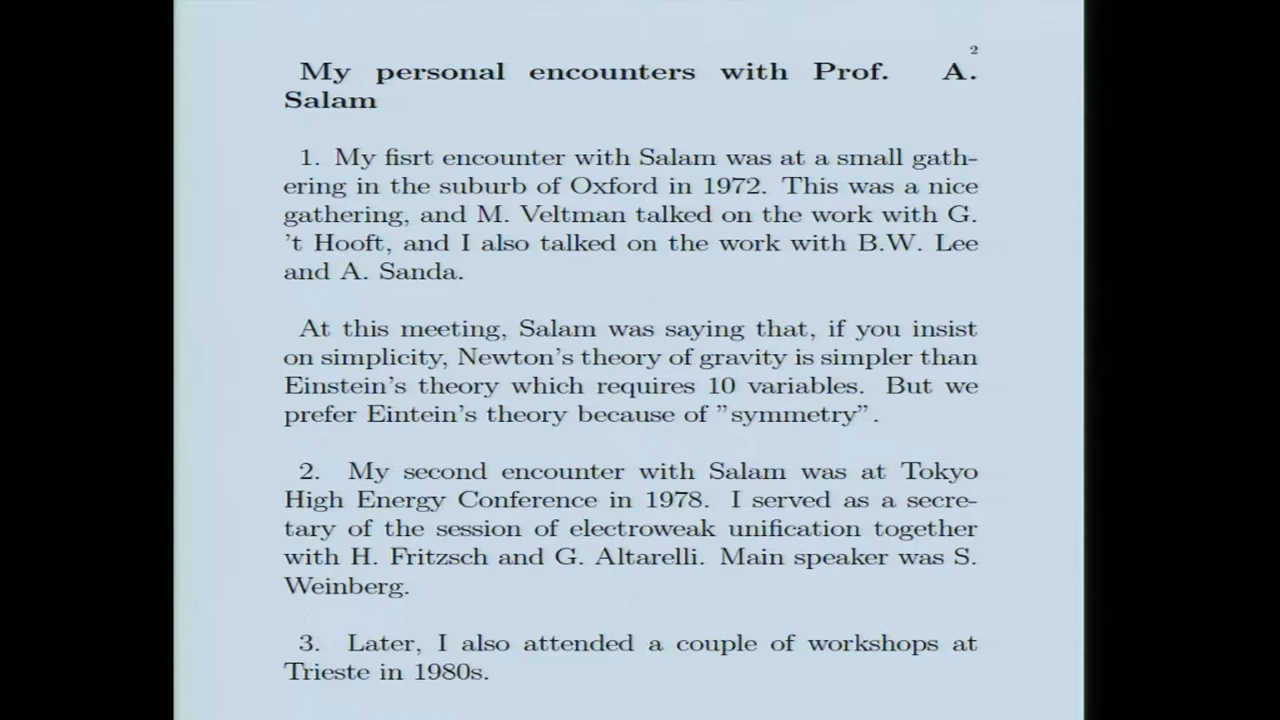 2
My personal encounters with Prof. A.
Salam
1. My fisrt encounter with Salam was at a small gath-
ering in the suburb of Oxford in 1972. This was a nice
gathering, and M. Veltman talked on the work with G.
't Hooft, and I also talked on the work with B.W. Lee
and A. Sanda.
At this meeting, Salam was saying that, if you insist
on simplicity, Newton's theory of gravity is simpler than
Einstein's theory which requires 10 variables. But we
prefer Eintein's theory because of "symmetry".
2. My second encounter with Salam was at Tokyo
High Energy Conference in 1978. I served as a secre-
tary of the session of electroweak unification together
with H. Fritzsch and G. Altarelli. Main speaker was S.
Weinberg.
3. Later, I also attended a couple of workshops at
Trieste in 1980s.